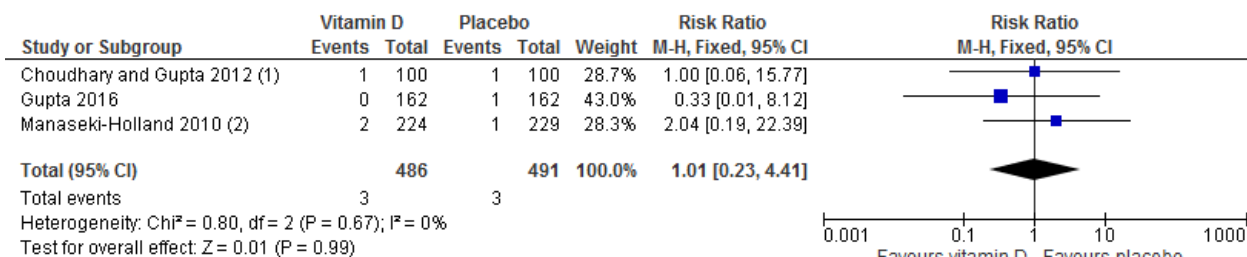 Vitamin D Placebo Risk Ratio Risk Ratio
Study or Subgroup Events Total Events Total Weight M-H, Fixed, 95% CI M-H, Fixed, 95% CI
Choudhary and Gupta 2012 (1) 1 100 1 100 28.7% 1.00 [0.06, 15.77]
Gupta 2016 0 162 1 162 43.0% 0.33 [0.01, 8.12]
Manaseki-Holland 2010 (2) 2 224 1 229 28.3% 2.04 [0.19, 22.39]
Total (95% CI) 486 491 100.0% 1.01 [0.23, 4.41]
Total events 3 3
Heterogeneity: Chi² = 0.80, df = 2 (P = 0.67); I² = 0%
Test for overall effect: Z = 0.01 (P = 0.99)
0.001 0.1 1 10 1000
Favours vitamin D Favours placebo